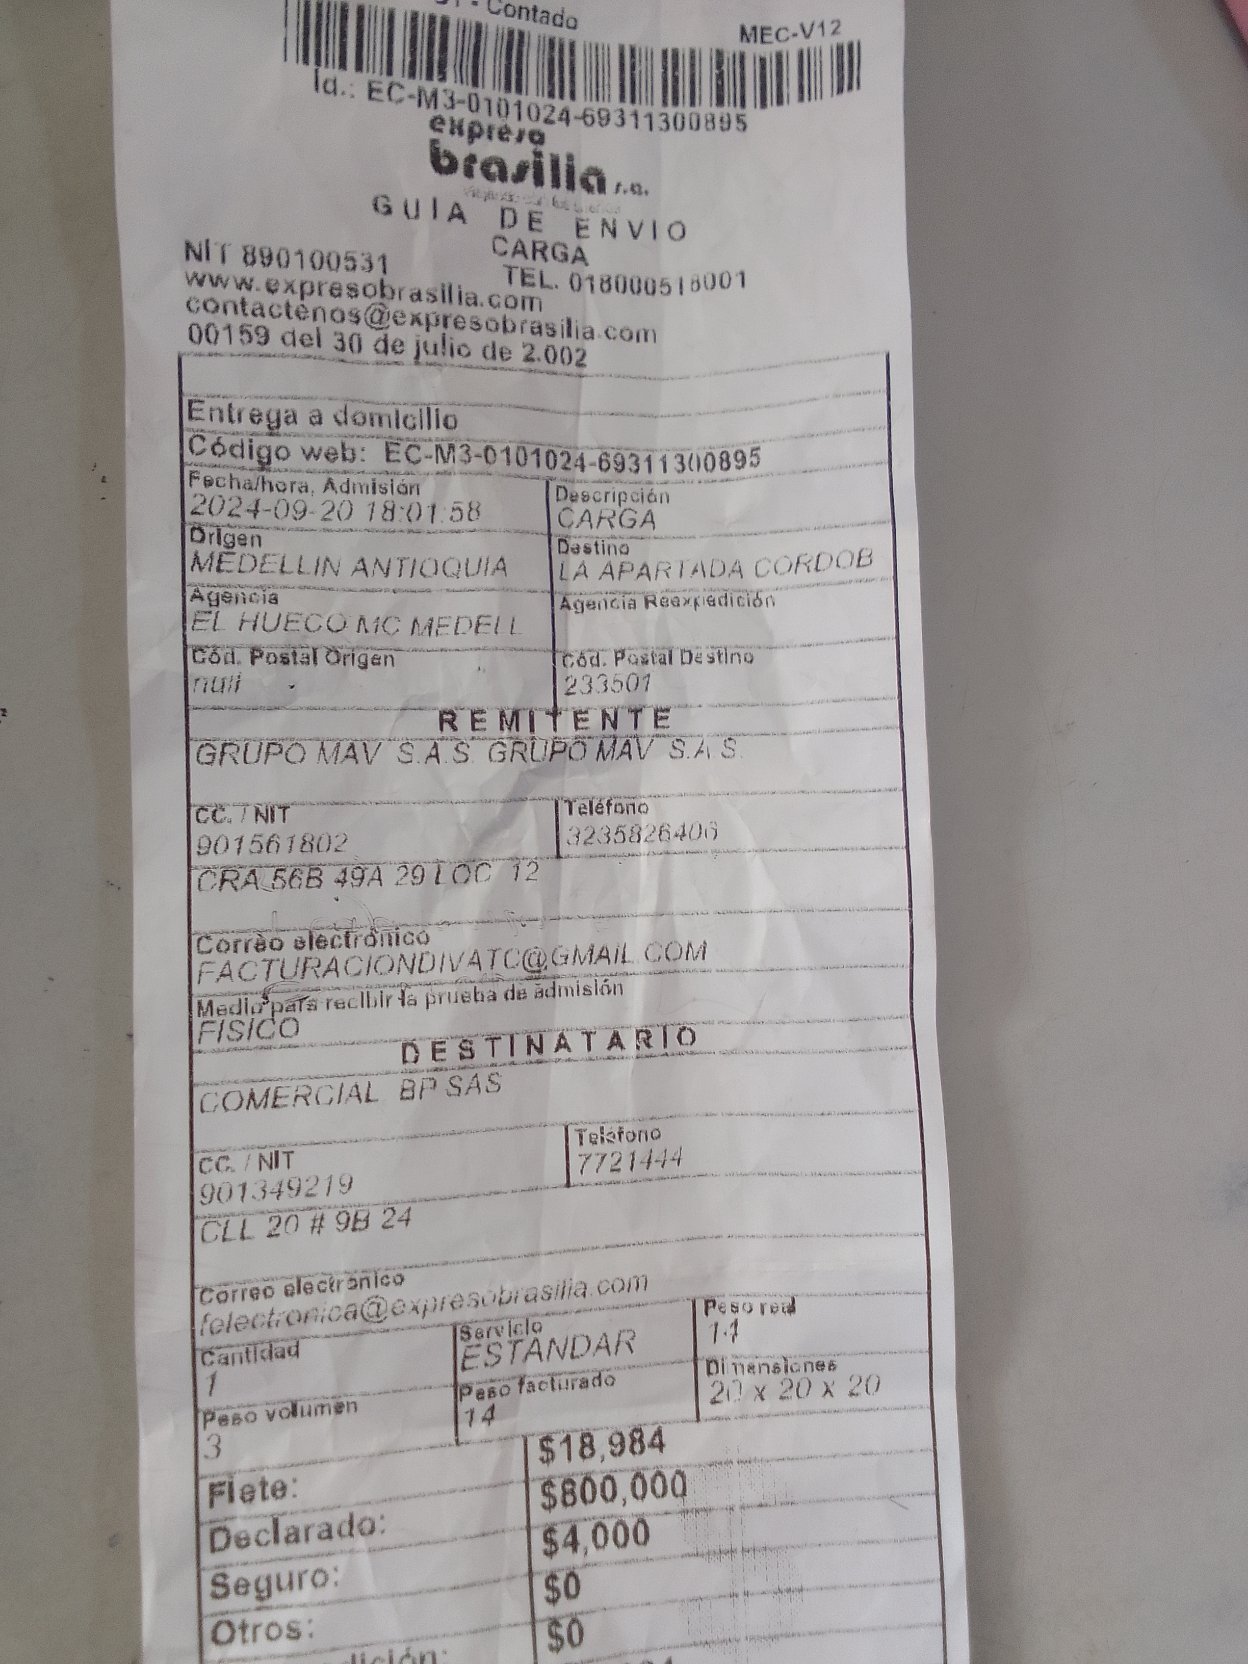 - Contado
MEC-V12
Id.: EC-M3-0101024-69311300895
expreso
brasilia s.a.
GUIA DE ENVIO
CARGA
NIT 890100531 TEL. 018000518001
www.expresobrasilia.com
contactenos@expresobrasilia.com
00159 del 30 de julio de 2.002
Entrega a domicilio
Código web: EC-M3-0101024-69311300895
Fecha/hora, Admisión Descripción
2024-09-20 18:01:58 CARGA
Origen Destino
MEDELLIN ANTIOQUIA LA APARTADA CORDOB
Agencia Agencia Reexpedición
EL HUECO MC MEDELL
Cód. Postal Origen Cód. Postal Destino
null 233501
REMITENTE
GRUPO MAV S.A.S. GRUPO MAV S.A.S.
CC. / NIT Teléfono
901561802 3235826406
CRA 56B 49A 29 LOC 12
Correo electrónico
FACTURACIONDIVATC@GMAIL.COM
Medio para recibir la prueba de admisión
FISICO
DESTINATARIO
COMERCIAL BP SAS
CC. / NIT Teléfono
901349219 7721444
CLL 20 # 9B 24
Correo electrónico
felectronica@expresobrasilia.com
Cantidad Servicio Peso real
1 ESTANDAR 14
Peso volumen Peso facturado Dimensiones
3 14 20 x 20 x 20
Flete: $18,984
Declarado: $800,000
Seguro: $4,000
Otros: $0
$0